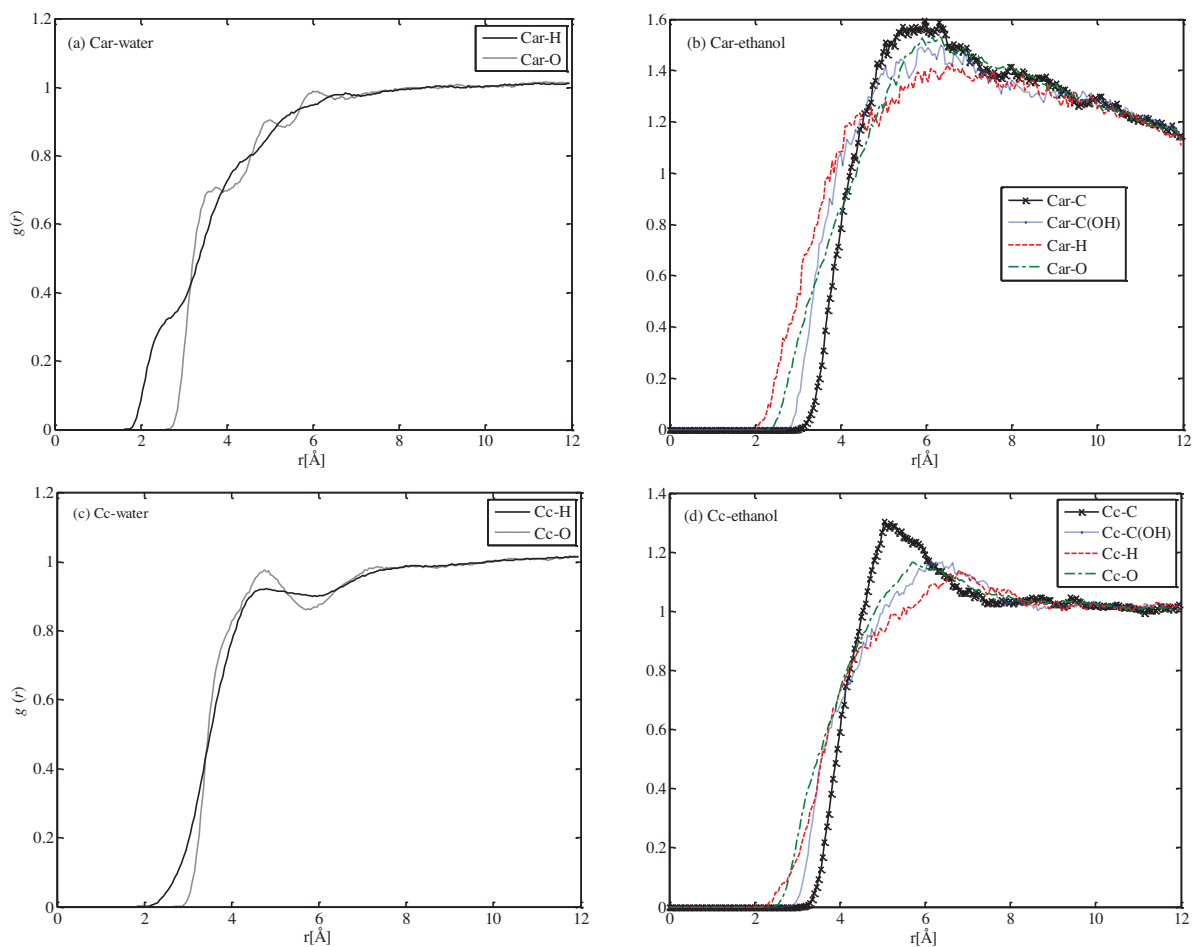 (a) Car-water
Car-H
Car-O
g(r)
1.2
1
0.8
0.6
0.4
0.2
0
0 2 4 6 8 10 12
r[Å]
(b) Car-ethanol
Car-C
Car-C(OH)
Car-H
Car-O
1.6
1.4
1.2
1
0.8
0.6
0.4
0.2
0
0 2 4 6 8 10 12
r[Å]
(c) Cc-water
Cc-H
Cc-O
g (r)
1.2
1
0.8
0.6
0.4
0.2
0
0 2 4 6 8 10 12
r[Å]
(d) Cc-ethanol
Cc-C
Cc-C(OH)
Cc-H
Cc-O
1.4
1.2
1
0.8
0.6
0.4
0.2
0
0 2 4 6 8 10 12
r[Å]